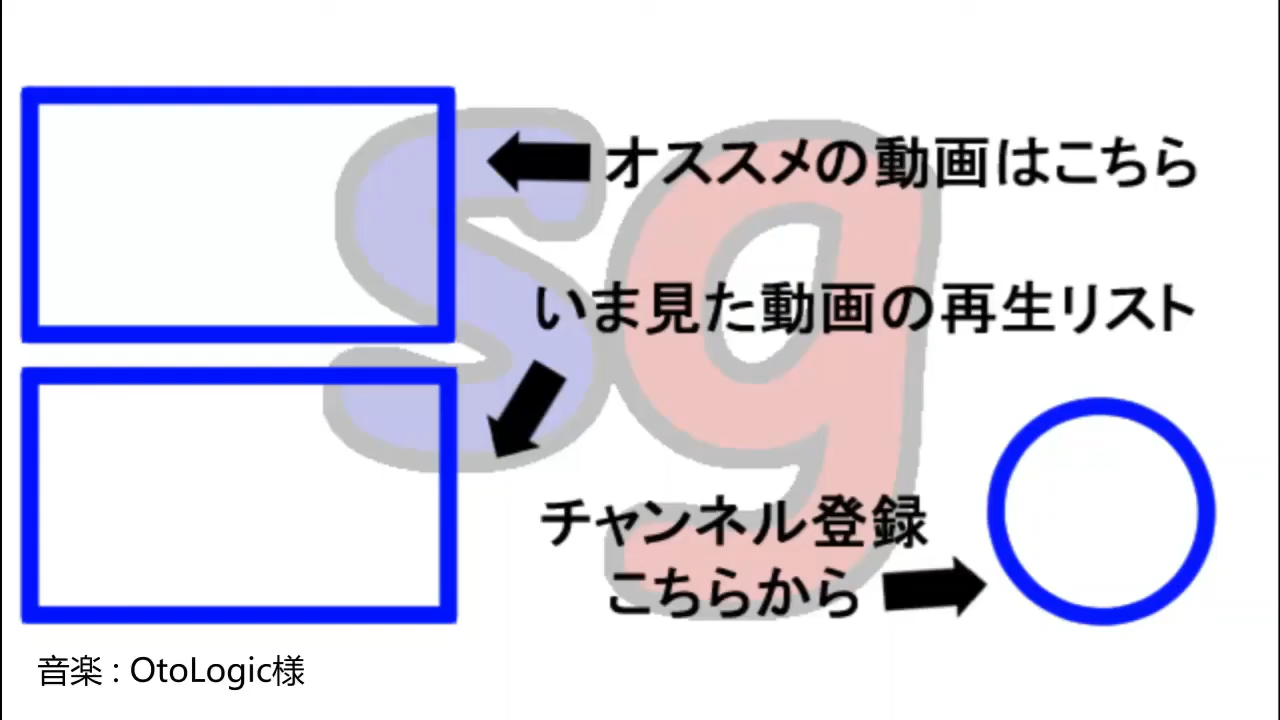 sg
オススメの動画はこちら
いま見た動画の再生リスト
チャンネル登録
こちらから
音楽 : OtoLogic様